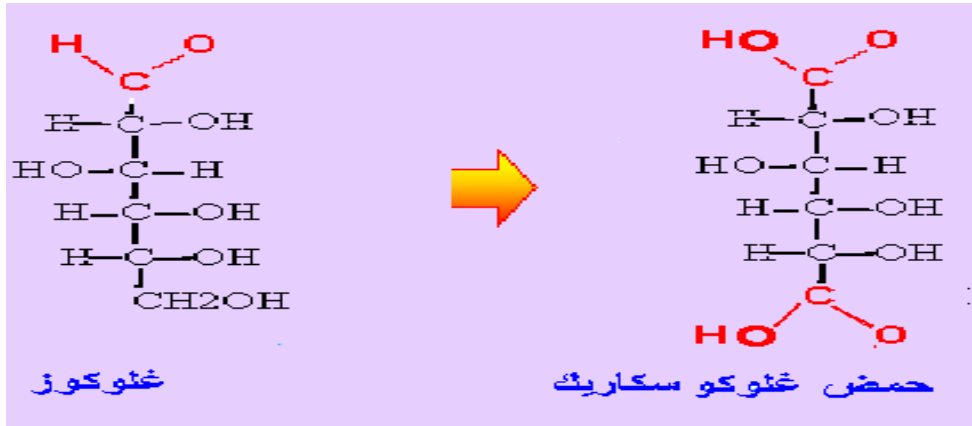 H O
C
H—C—OH
HO—C—H
H—C—OH
H—C—OH
CH2OH
غلوكوز
HO O
C
H—C—OH
HO—C—H
H—C—OH
H—C—OH
C
HO O
حمض غلوكو سكاريك